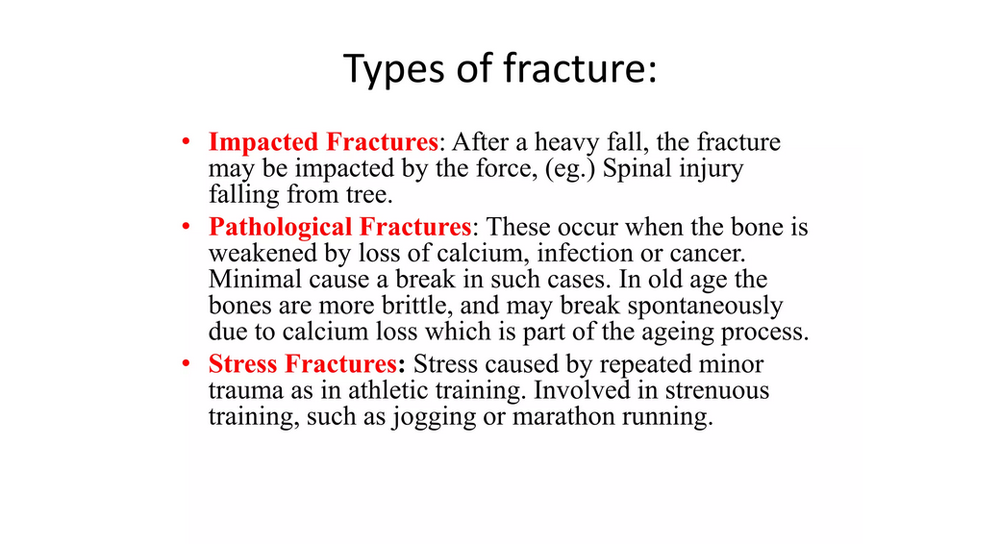 Types of fracture:
• Impacted Fractures: After a heavy fall, the fracture
may be impacted by the force, (eg.) Spinal injury
falling from tree.
• Pathological Fractures: These occur when the bone is
weakened by loss of calcium, infection or cancer.
Minimal cause a break in such cases. In old age the
bones are more brittle, and may break spontaneously
due to calcium loss which is part of the ageing process.
• Stress Fractures: Stress caused by repeated minor
trauma as in athletic training. Involved in strenuous
training, such as jogging or marathon running.